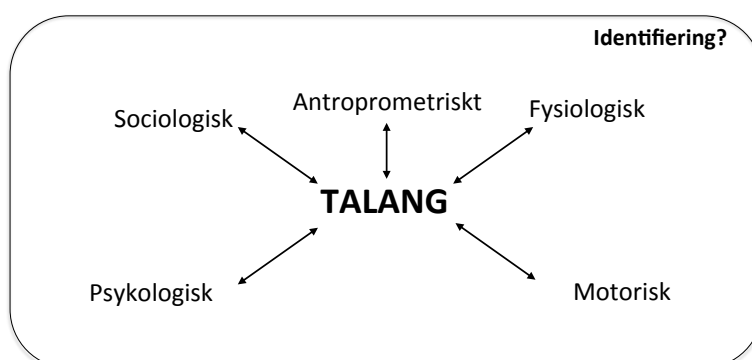 Identifiering?
Antroprometriskt
Sociologisk
Fysiologisk
TALANG
Psykologisk
Motorisk